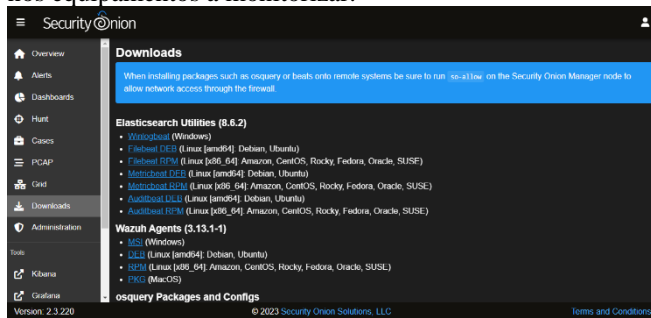 nos equipamentos a monitorizar.
Security Onion
Overview
Alerts
Dashboards
Hunt
Cases
PCAP
Grid
Downloads
Administration
Tools
Kibana
Grafana
Downloads
When installing packages such as osquery or beats onto remote systems be sure to run so-allow on the Security Onion Manager node to
allow network access through the firewall.
Elasticsearch Utilities (8.6.2)
• Winlogbeat (Windows)
• Filebeat DEB (Linux [amd64]: Debian, Ubuntu)
• Filebeat RPM (Linux [x86_64]: Amazon, CentOS, Rocky, Fedora, Oracle, SUSE)
• Metricbeat DEB (Linux [amd64]: Debian, Ubuntu)
• Metricbeat RPM (Linux [x86_64]: Amazon, CentOS, Rocky, Fedora, Oracle, SUSE)
• Auditbeat DEB (Linux [amd64]: Debian, Ubuntu)
• Auditbeat RPM (Linux [x86_64]: Amazon, CentOS, Rocky, Fedora, Oracle, SUSE)
Wazuh Agents (3.13.1-1)
• MSI (Windows)
• DEB (Linux [amd64]: Debian, Ubuntu)
• RPM (Linux [x86_64]: Amazon, CentOS, Rocky, Fedora, Oracle, SUSE)
• PKG (MacOS)
osquery Packages and Configs
Version: 2.3.220
© 2023 Security Onion Solutions, LLC
Terms and Conditions